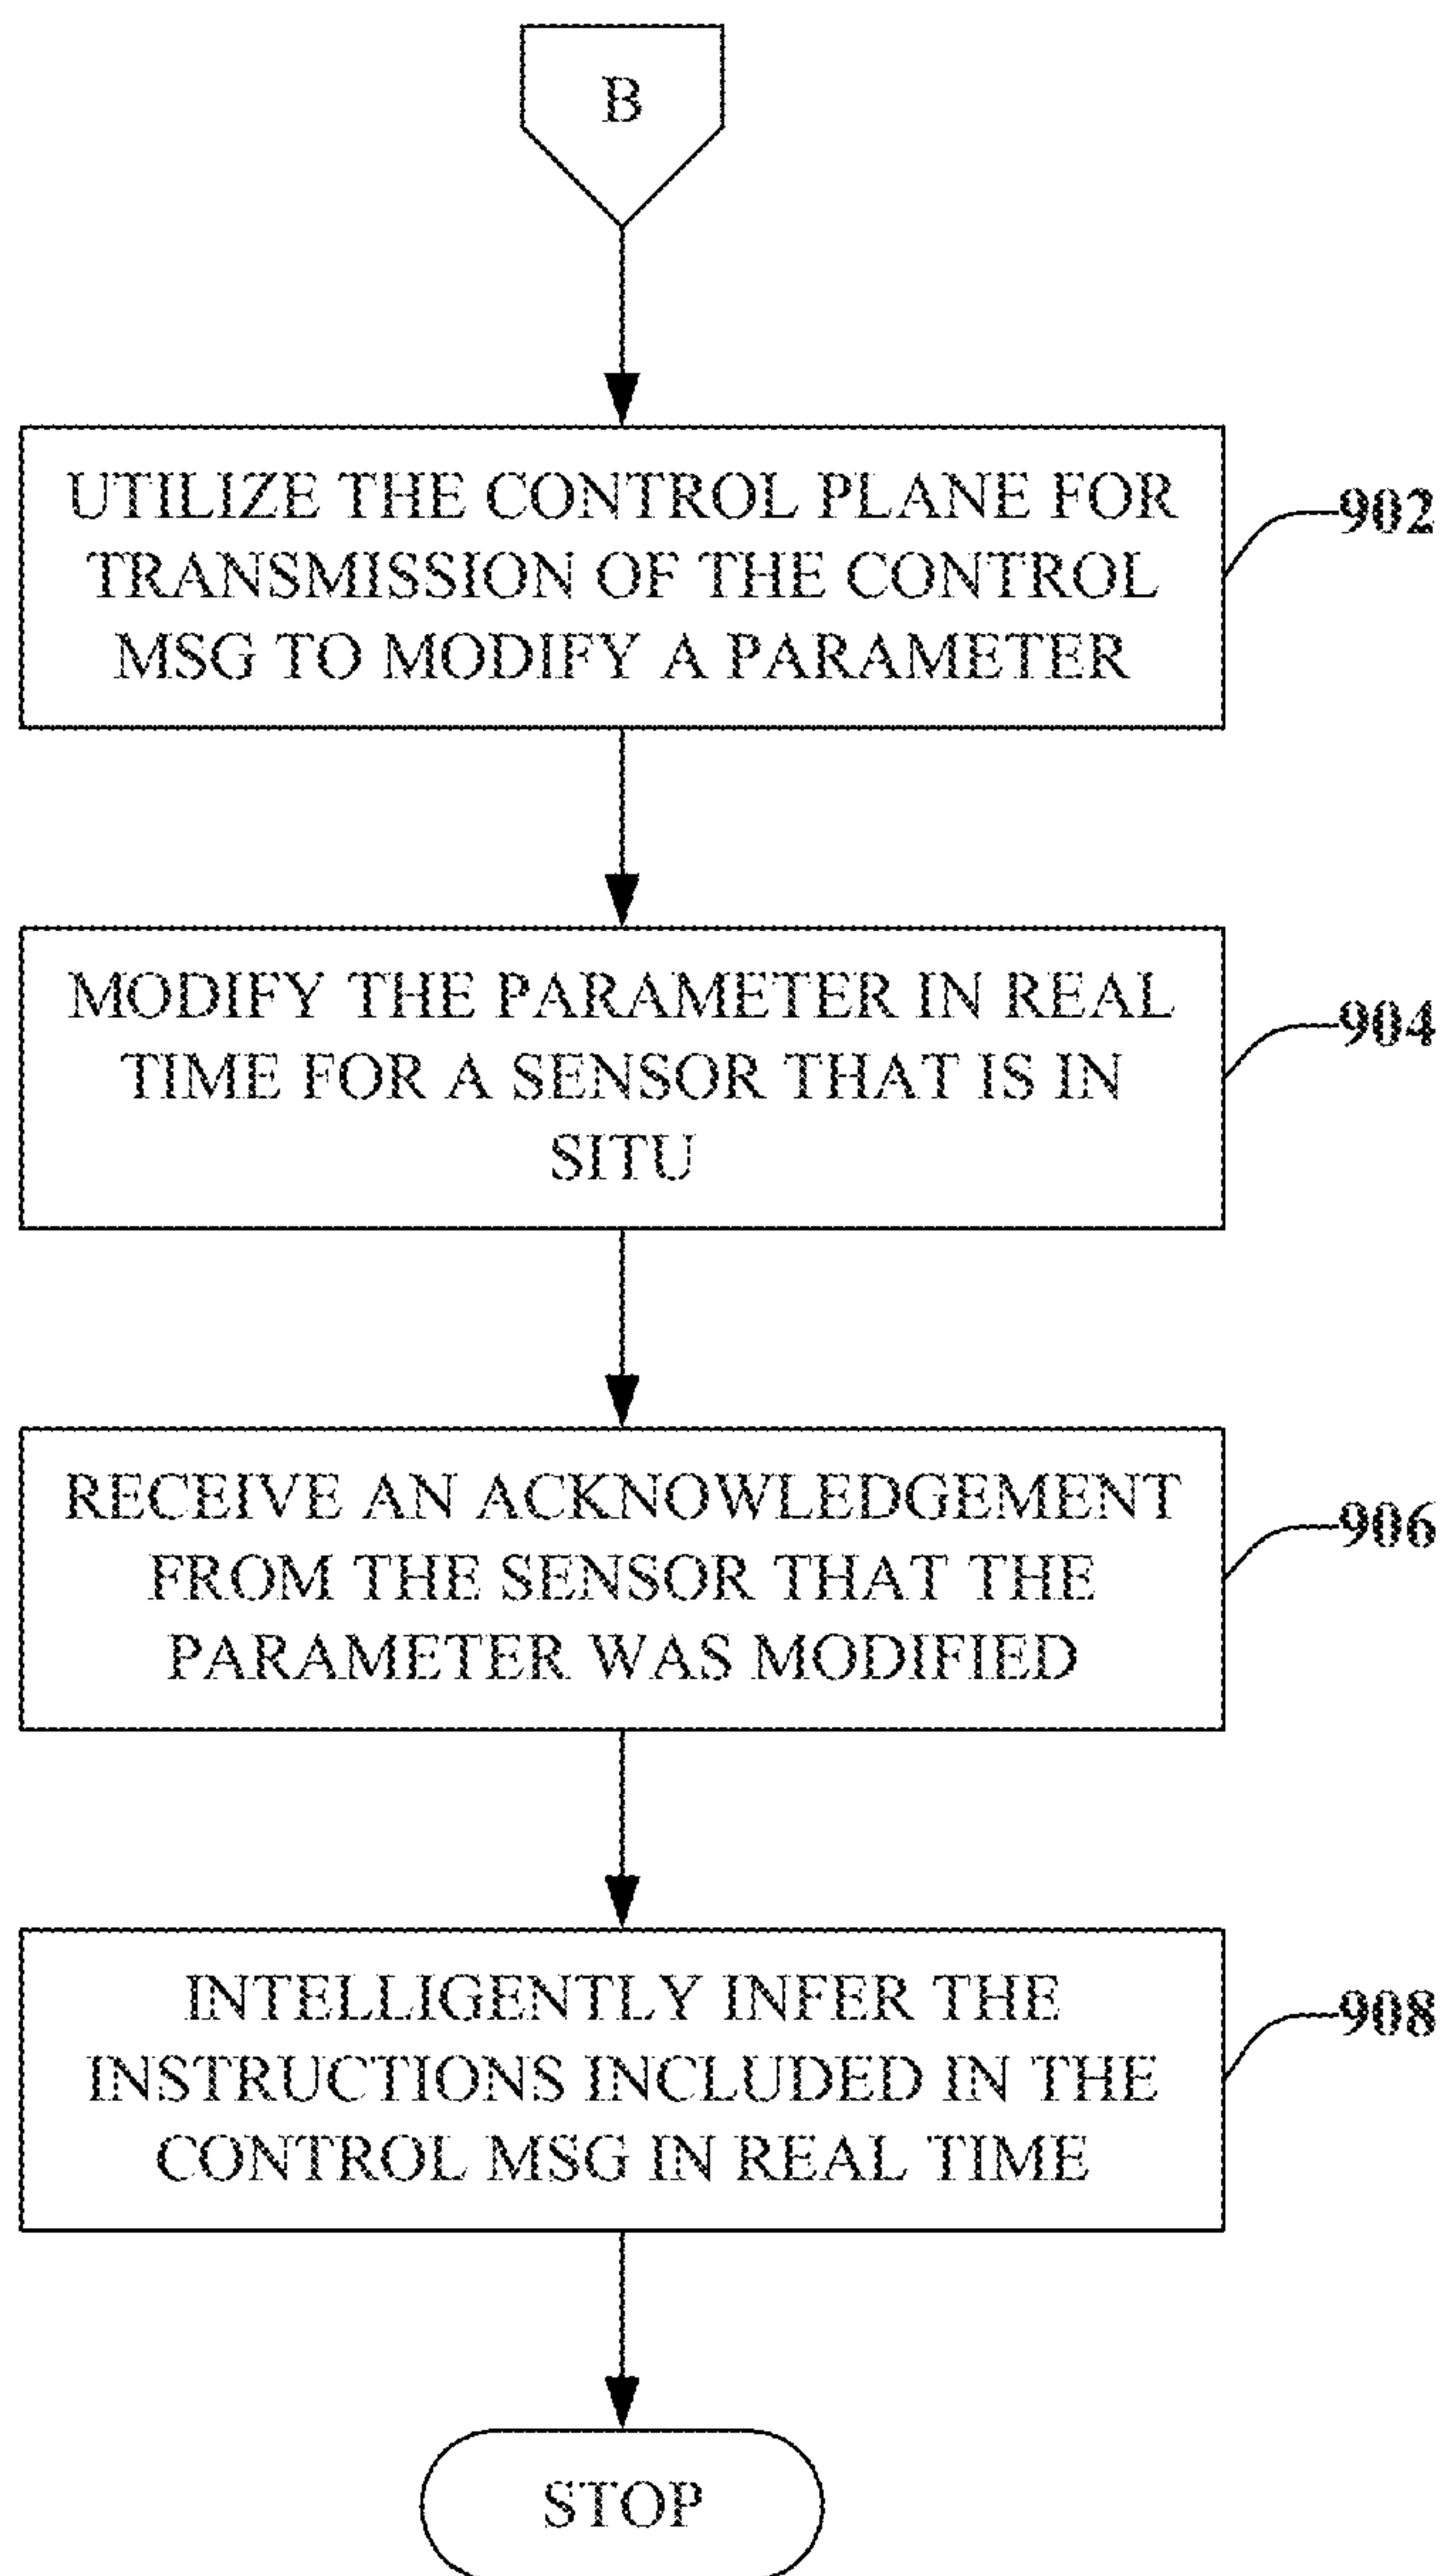 B
UTILIZE THE CONTROL PLANE FOR
TRANSMISSION OF THE CONTROL
MSG TO MODIFY A PARAMETER
902
MODIFY THE PARAMETER IN REAL
TIME FOR A SENSOR THAT IS IN
SITU
904
RECEIVE AN ACKNOWLEDGEMENT
FROM THE SENSOR THAT THE
PARAMETER WAS MODIFIED
906
INTELLIGENTLY INFER THE
INSTRUCTIONS INCLUDED IN THE
CONTROL MSG IN REAL TIME
908
STOP